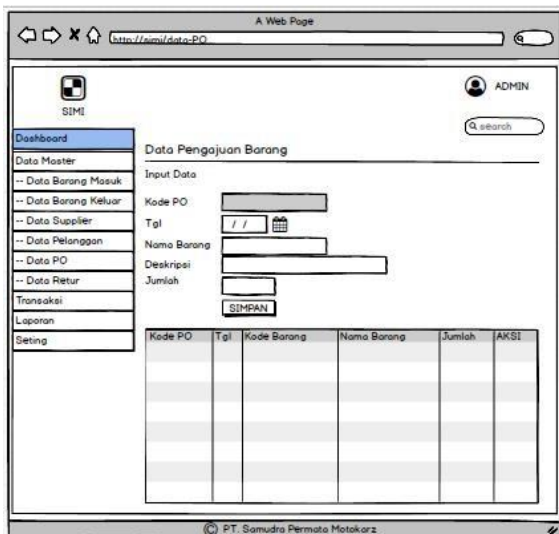 A Web Page
http://simi/data-PO
SIMI
ADMIN
search
Dashboard
Data Master
-- Data Barang Masuk
-- Data Barang Keluar
-- Data Supplier
-- Data Pelanggan
-- Data PO
-- Data Retur
Transaksi
Laporan
Seting
Data Pengajuan Barang
Input Data
Kode PO
Tgl / /
Nama Barang
Deskripsi
Jumlah
SIMPAN
Kode PO Tgl Kode Barang Nama Barang Jumlah AKSI
© PT. Samudra Permata Motokarz